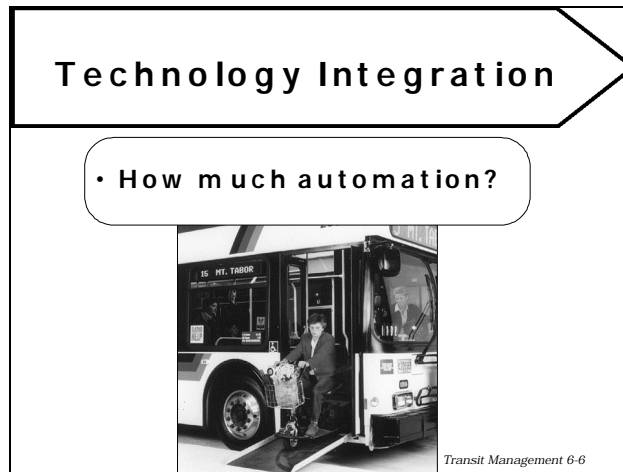 Technology Integration
• How much automation?
15 MT. TABOR
Transit Management 6-6